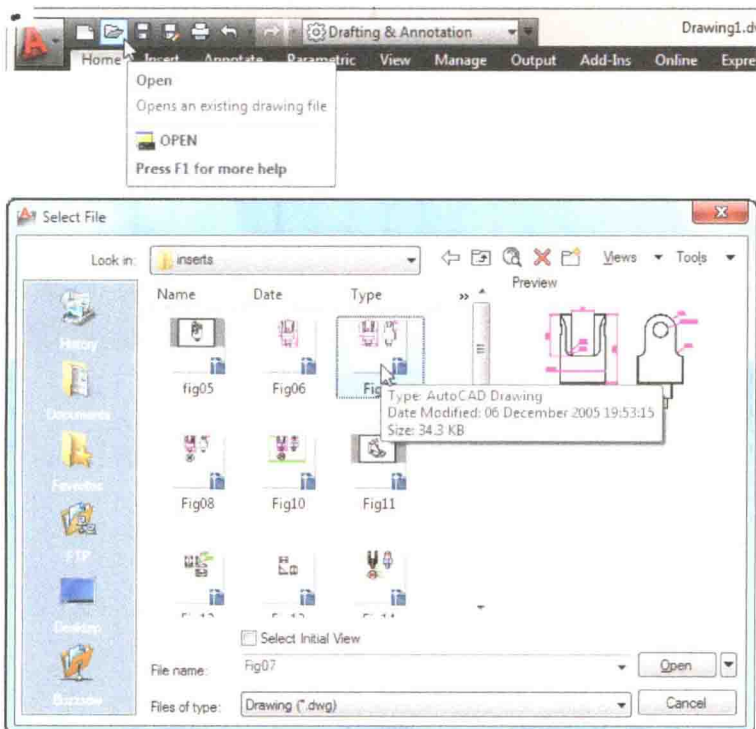 Drafting & Annotation
Drawing1.d
Home Insert Annotate Parametric View Manage Output Add-Ins Online Expre
Open
Opens an existing drawing file
OPEN
Press F1 for more help
Select File
Look in: inserts
Views Tools
Name Date Type »
Preview
History
fig05 Fig06 Fig
Type: AutoCAD Drawing
Date Modified: 06 December 2005 19:53:15
Size: 34.3 KB
Documents
Favorites
Fig08 Fig10 Fig11
FTP
Desktop
Select Initial View
File name: Fig07
Open
Files of type: Drawing (*.dwg)
Cancel